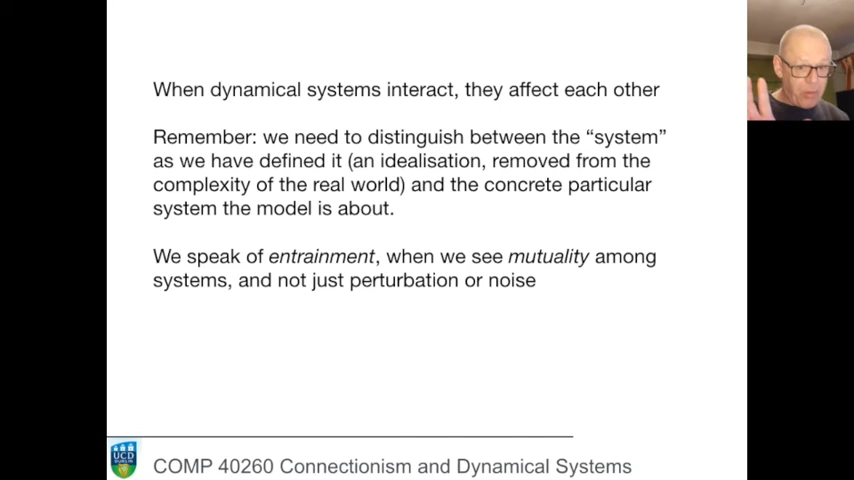 When dynamical systems interact, they affect each other
Remember: we need to distinguish between the “system”
as we have defined it (an idealisation, removed from the
complexity of the real world) and the concrete particular
system the model is about.
We speak of entrainment, when we see mutuality among
systems, and not just perturbation or noise
UCD
DUBLIN
COMP 40260 Connectionism and Dynamical Systems